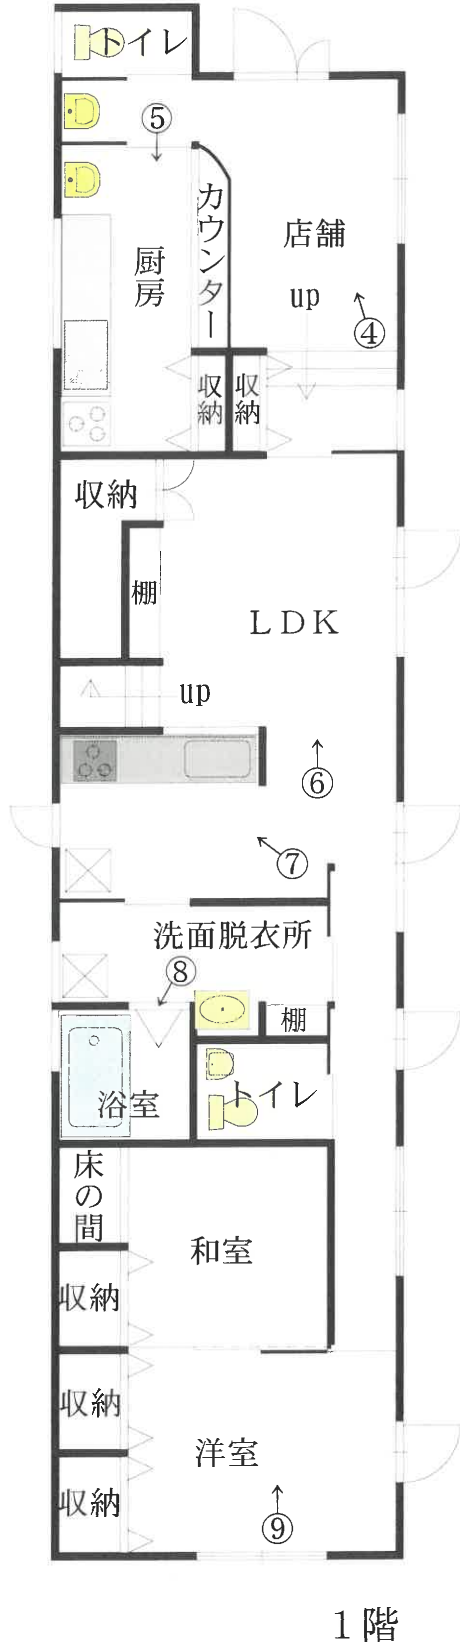 トイレ
⑤
カウンター
店舗
厨房
up
④
収納
収納
収納
棚
LDK
up
⑥
⑦
洗面脱衣所
⑧
棚
浴室
トイレ
床の間
和室
収納
収納
洋室
収納
⑨
1階